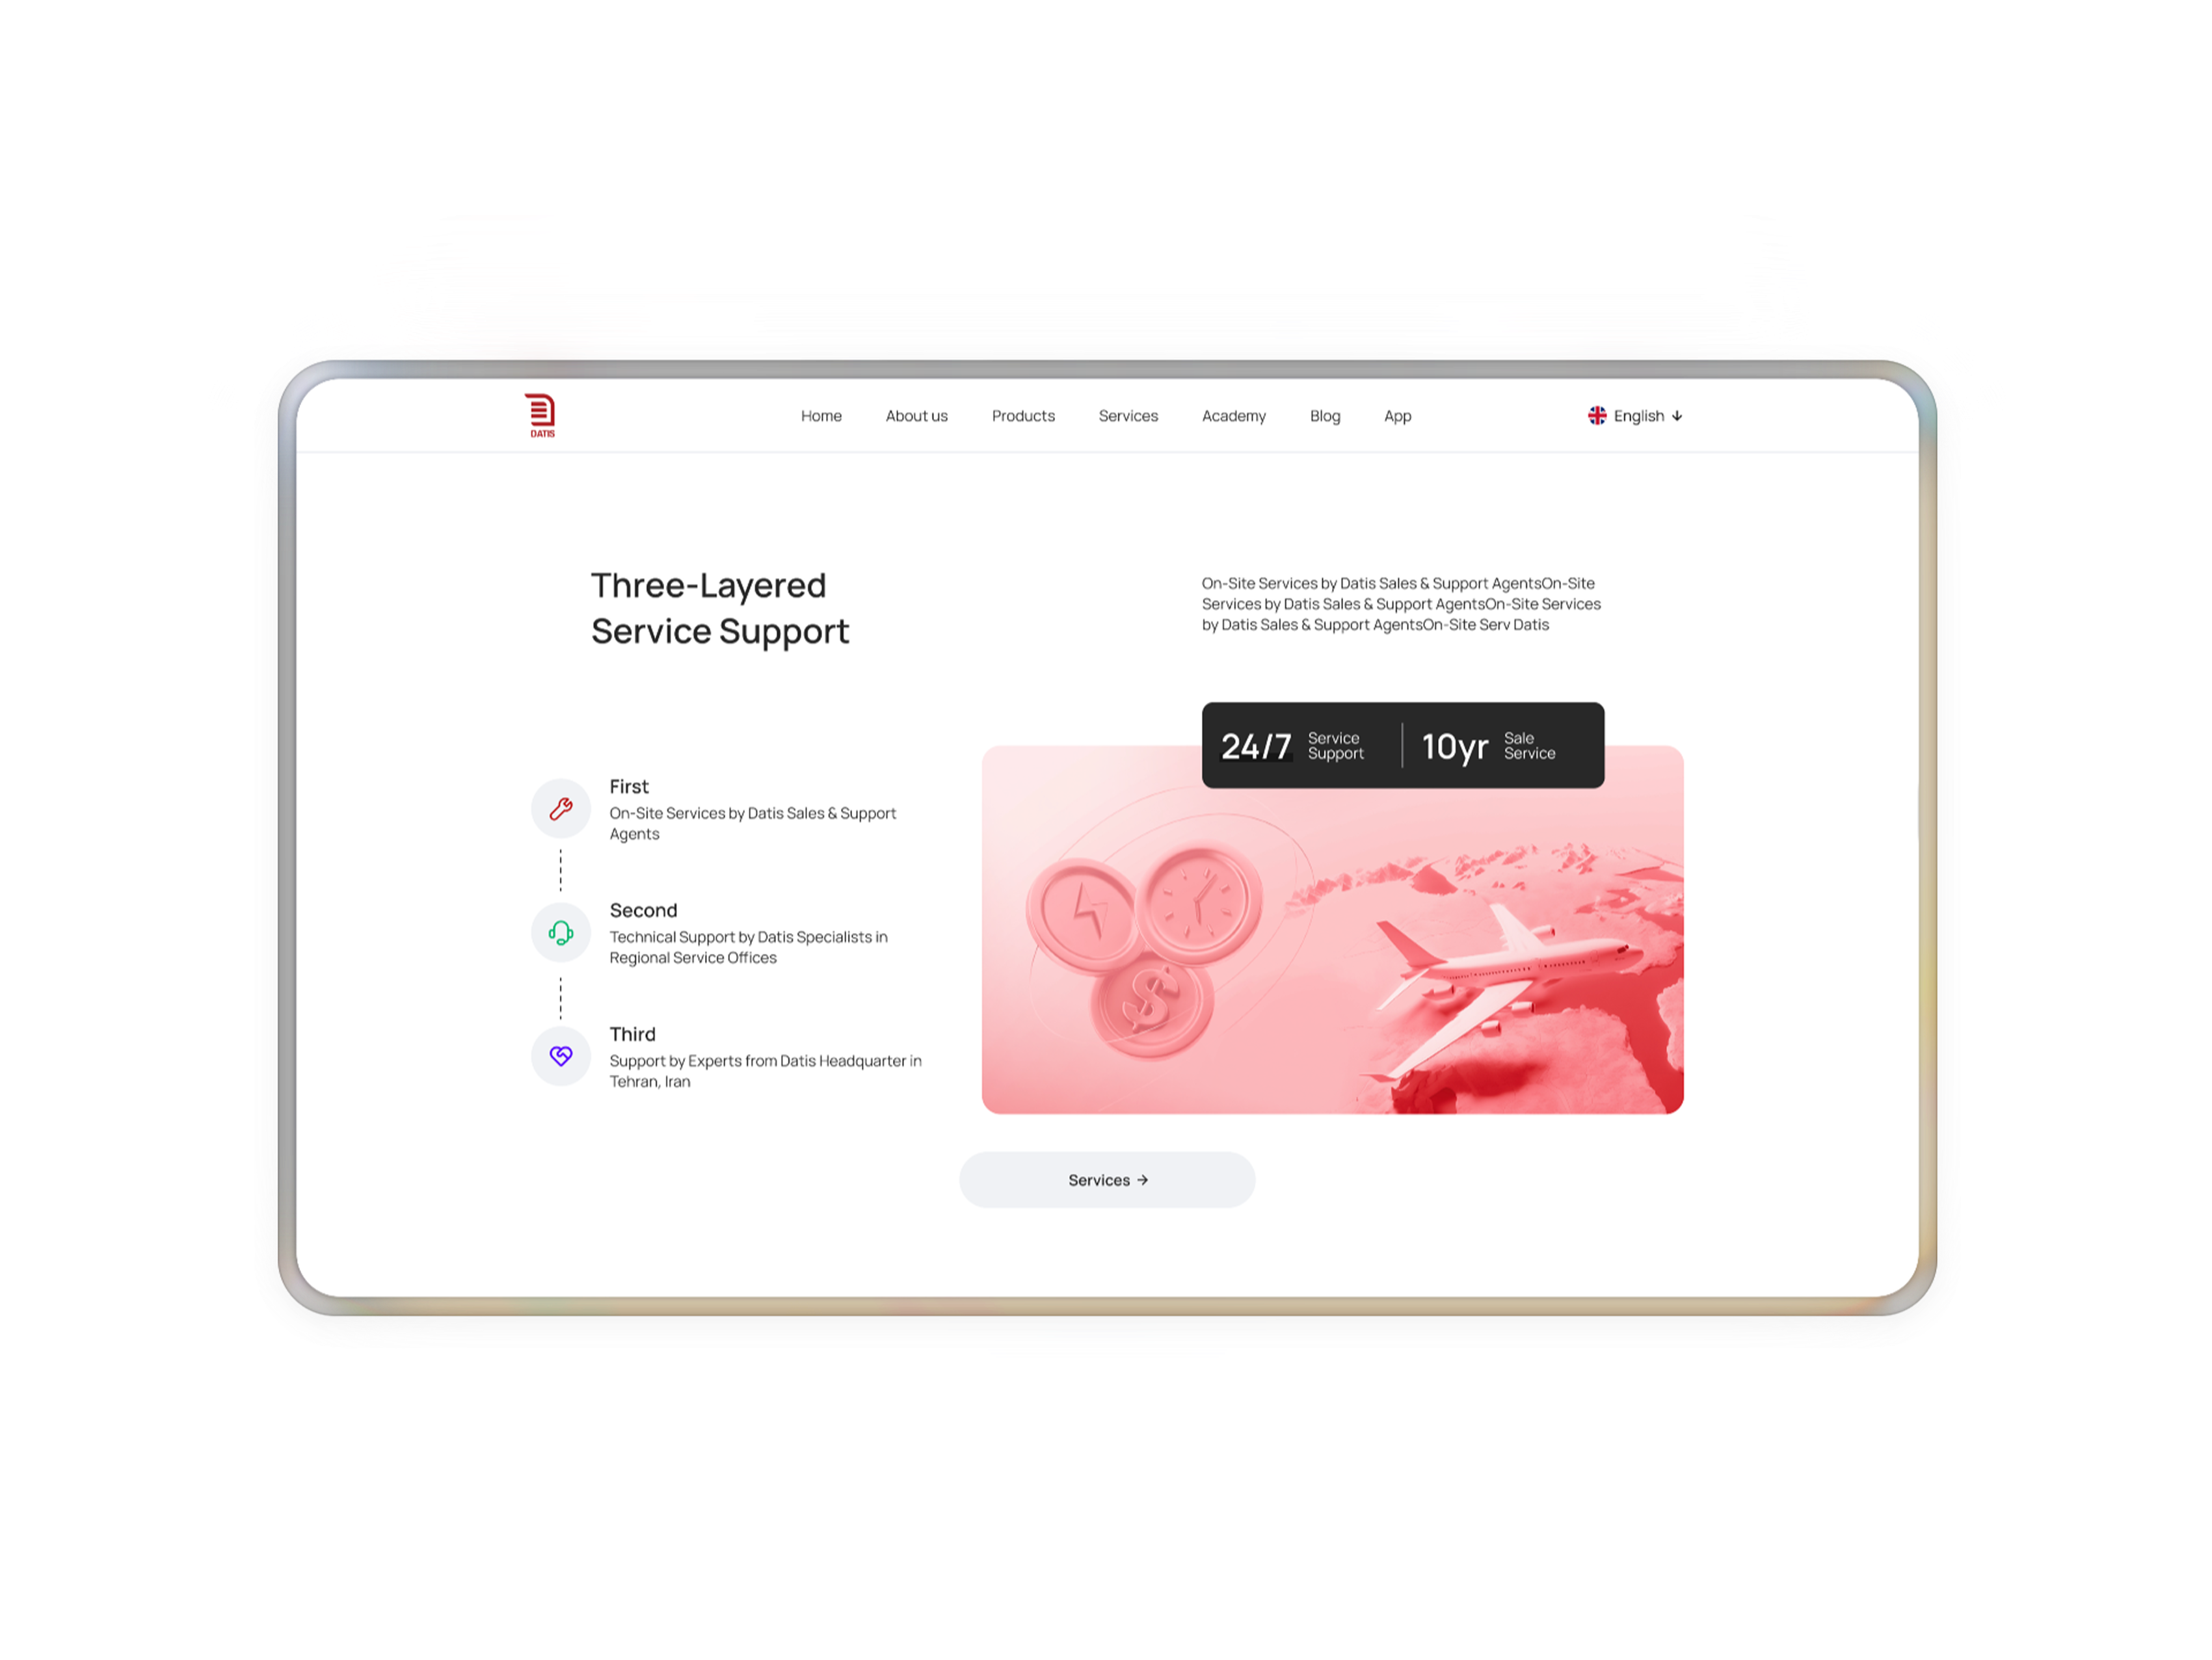 DATIS
Home About us Products Services Academy Blog App English
Three-Layered
Service Support
On-Site Services by Datis Sales & Support AgentsOn-Site
Services by Datis Sales & Support AgentsOn-Site Services
by Datis Sales & Support AgentsOn-Site Serv Datis
24/7 Service
Support
10yr Sale
Service
First
On-Site Services by Datis Sales & Support
Agents
Second
Technical Support by Datis Specialists in
Regional Service Offices
Third
Support by Experts from Datis Headquarter in
Tehran, Iran
$
Services →